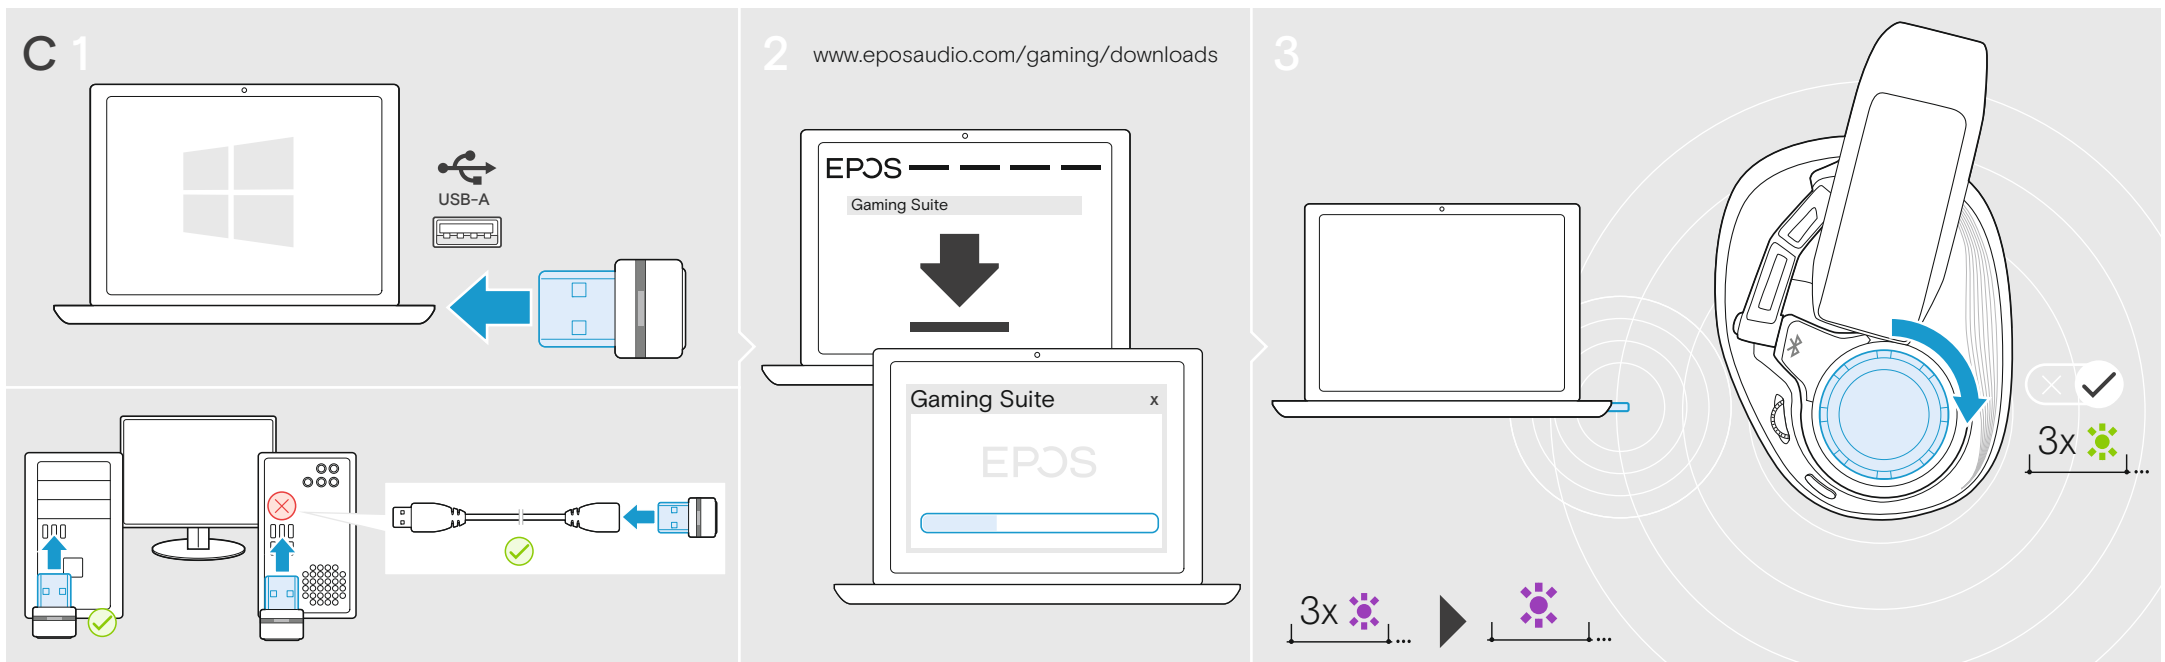 C 1
USB-A
2
www.eposaudio.com/gaming/downloads
EPOS
Gaming Suite
Gaming Suite x
EPOS
3
3x
...
3x
...
...